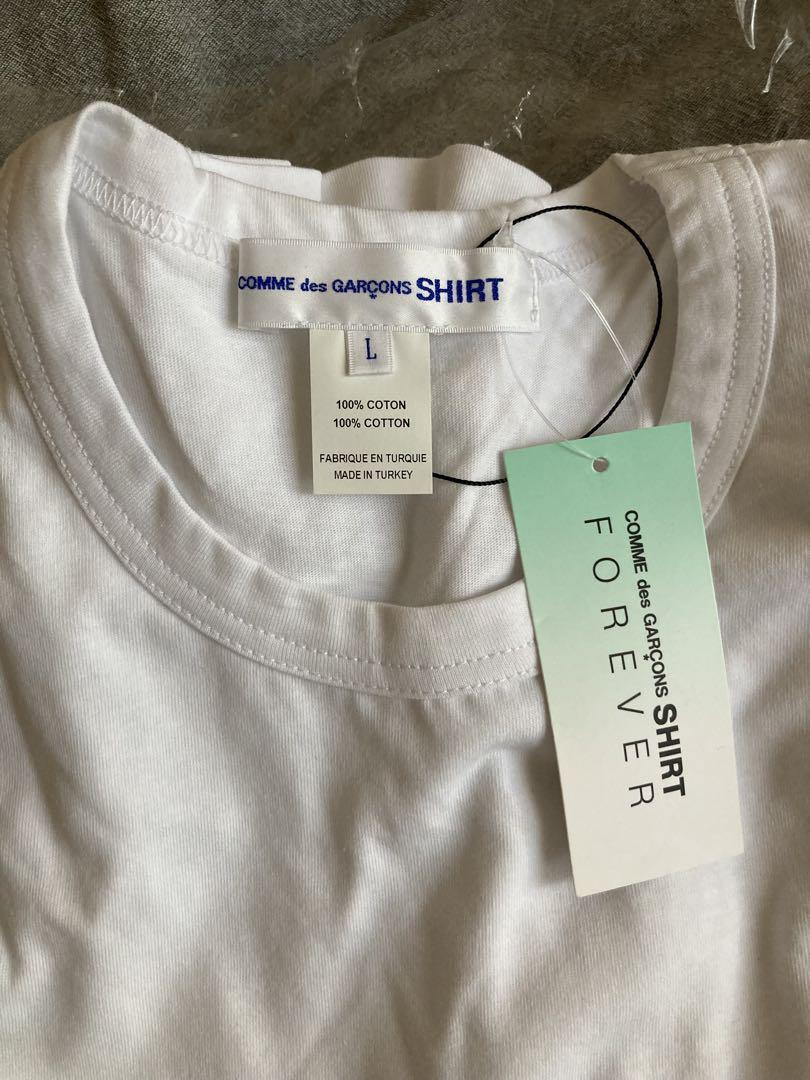 COMME des GARÇONS SHIRT
L
100% COTON
100% COTTON
FABRIQUE EN TURQUIE
MADE IN TURKEY
COMME des GARÇONS SHIRT
FOREVER